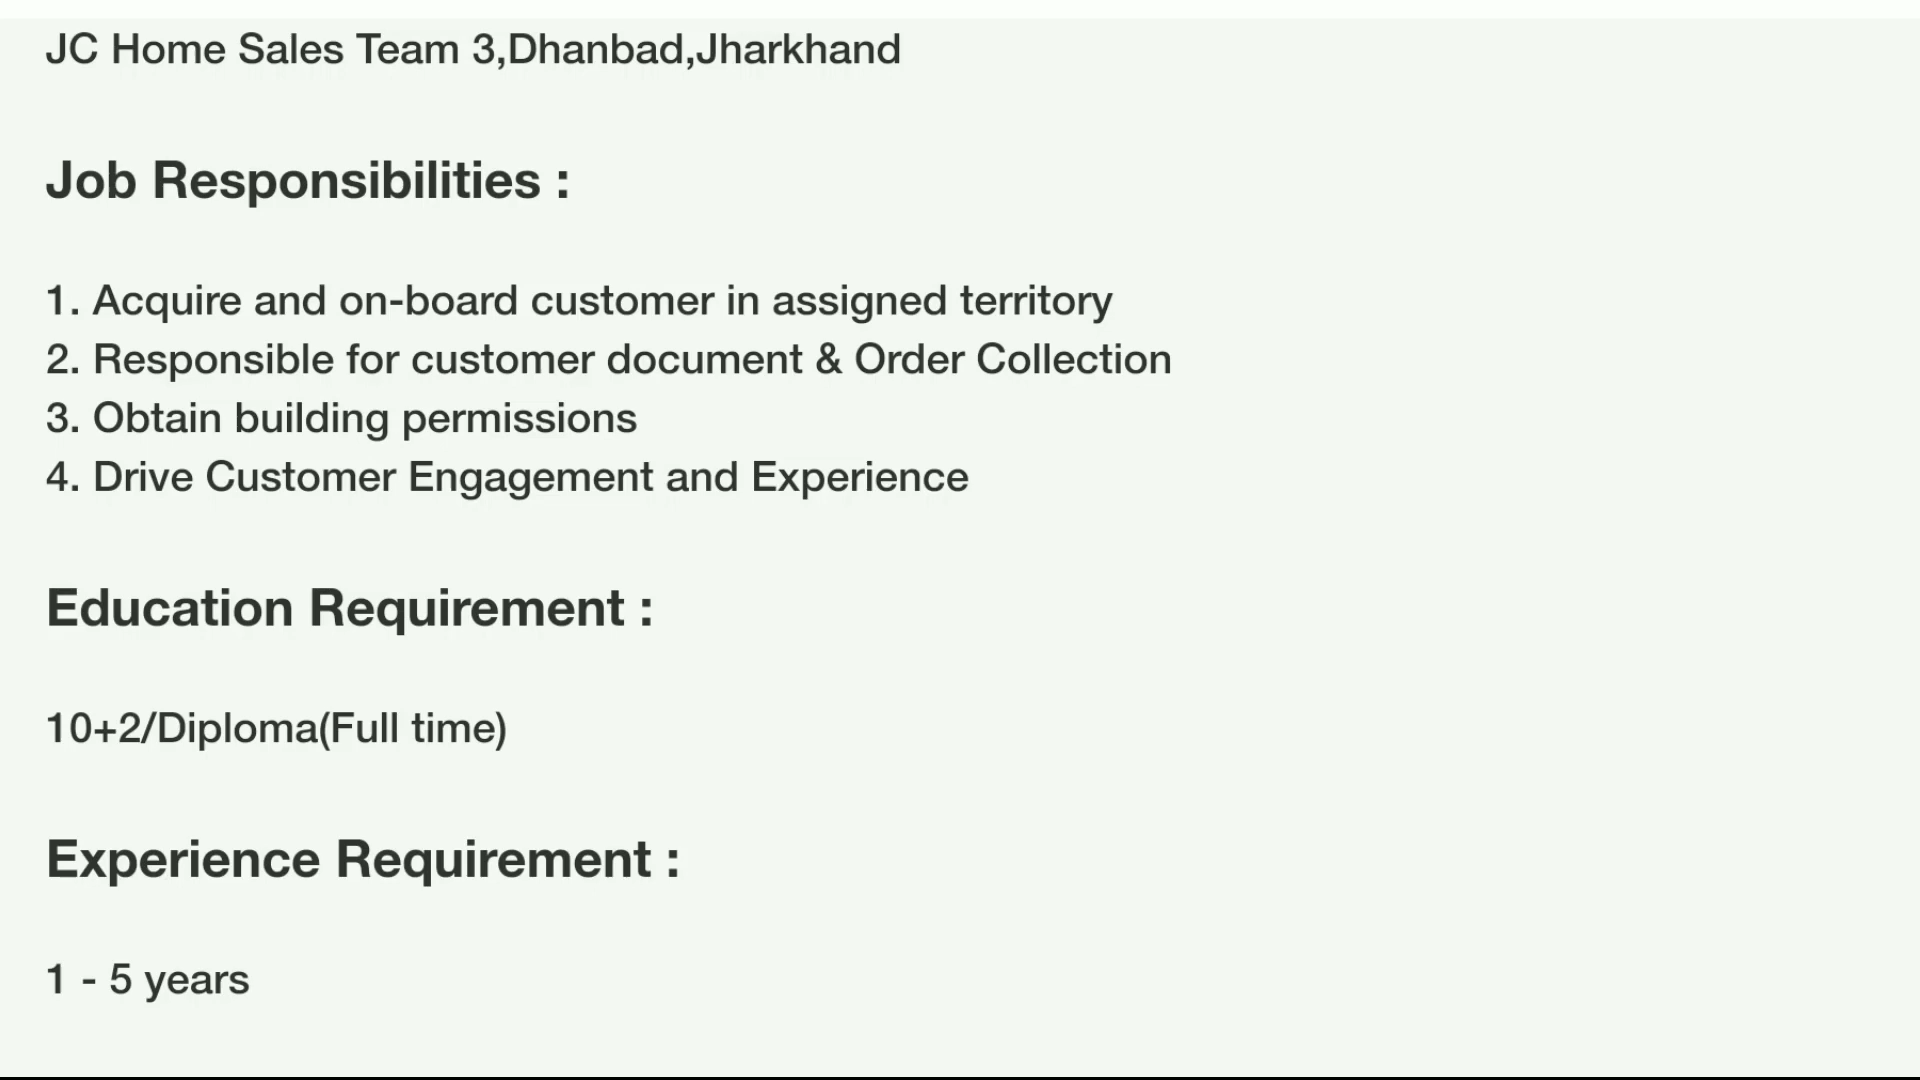 JC Home Sales Team 3,Dhanbad,Jharkhand
Job Responsibilities :
1. Acquire and on-board customer in assigned territory
2. Responsible for customer document & Order Collection
3. Obtain building permissions
4. Drive Customer Engagement and Experience
Education Requirement :
10+2/Diploma(Full time)
Experience Requirement :
1 - 5 years